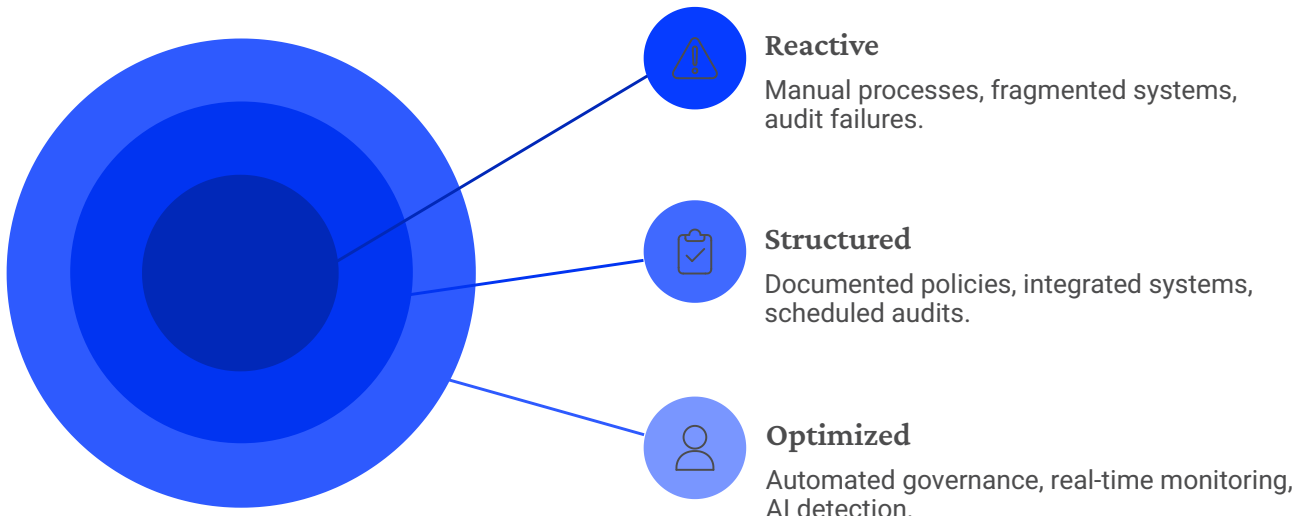 Reactive
Manual processes, fragmented systems,
audit failures.
Structured
Documented policies, integrated systems,
scheduled audits.
Optimized
Automated governance, real-time monitoring,
AI detection.